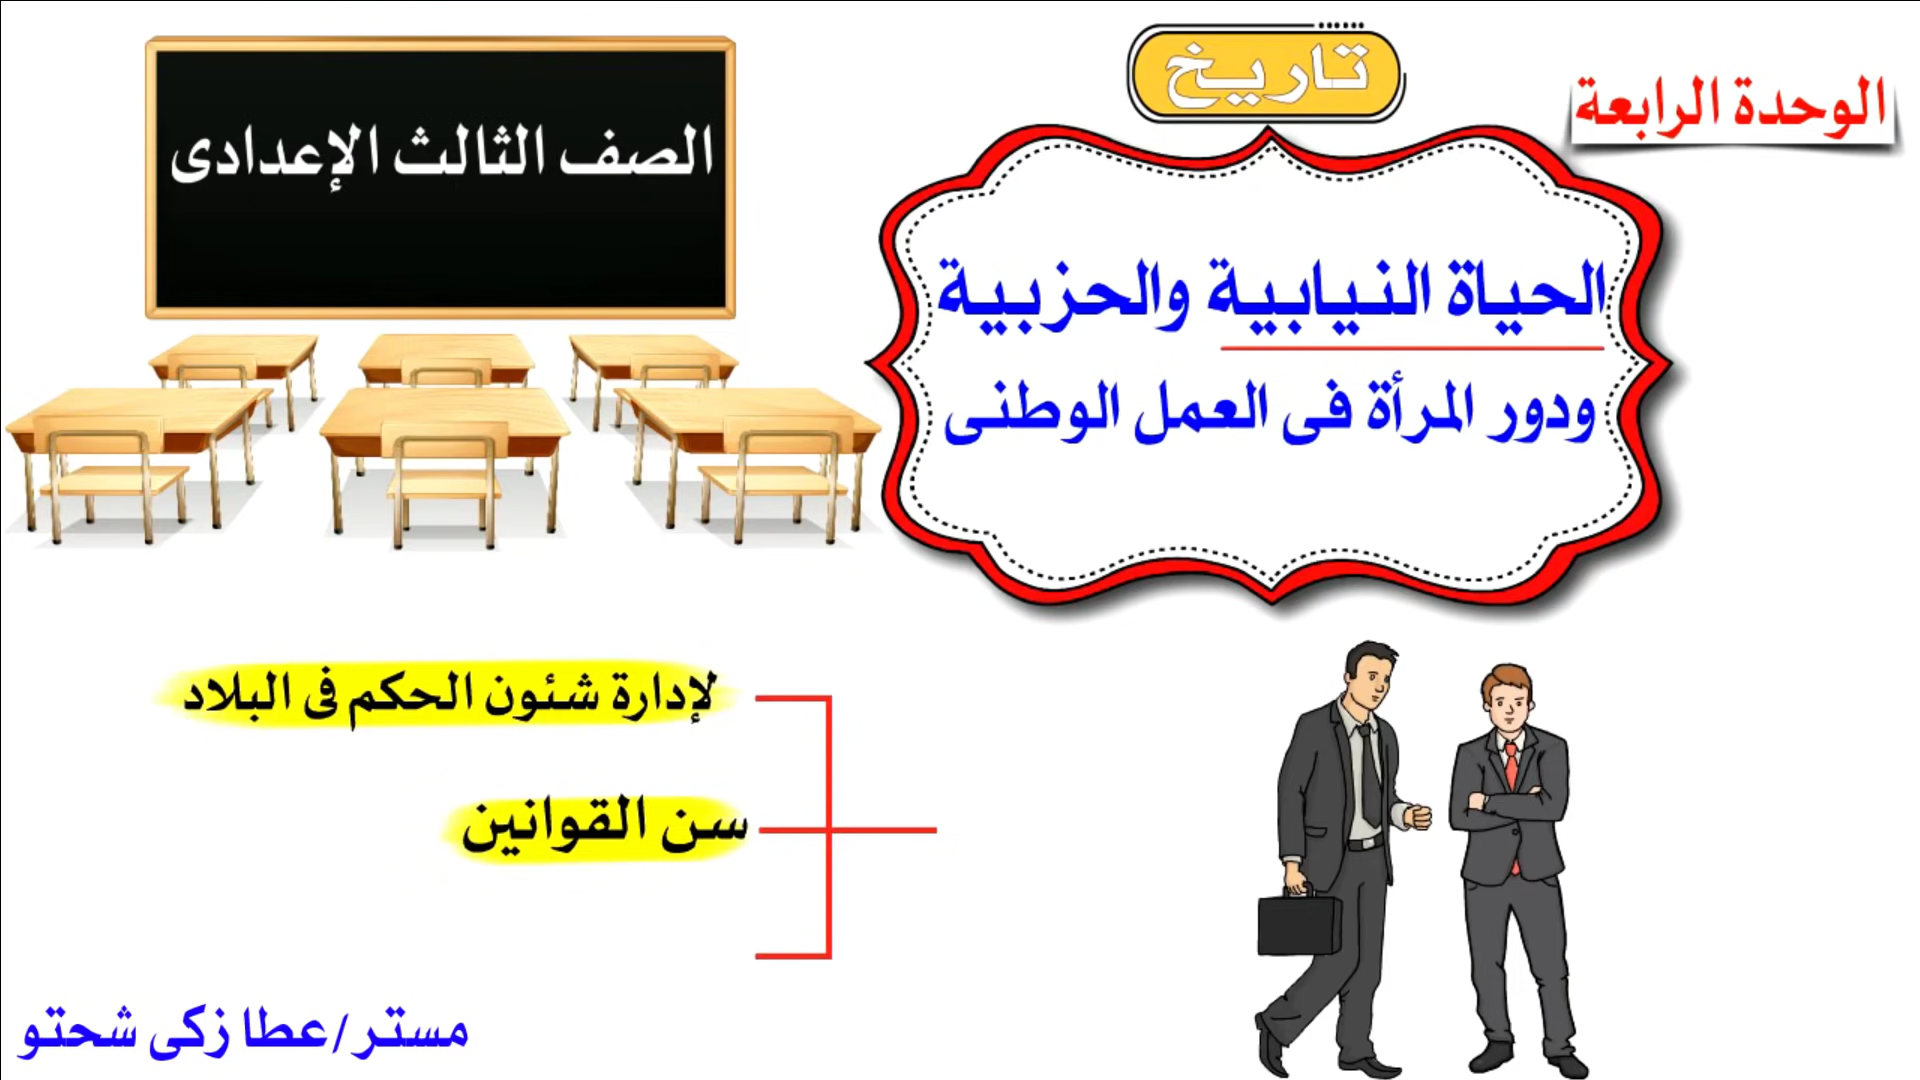 الوحدة الرابعة
تاريخ
الحياة النيابية والحزبية
ودور المرأة فى العمل الوطنى
الصف الثالث الإعدادى
لإدارة شئون الحكم فى البلاد
سن القوانين
مستر/عطا زكى شحتو